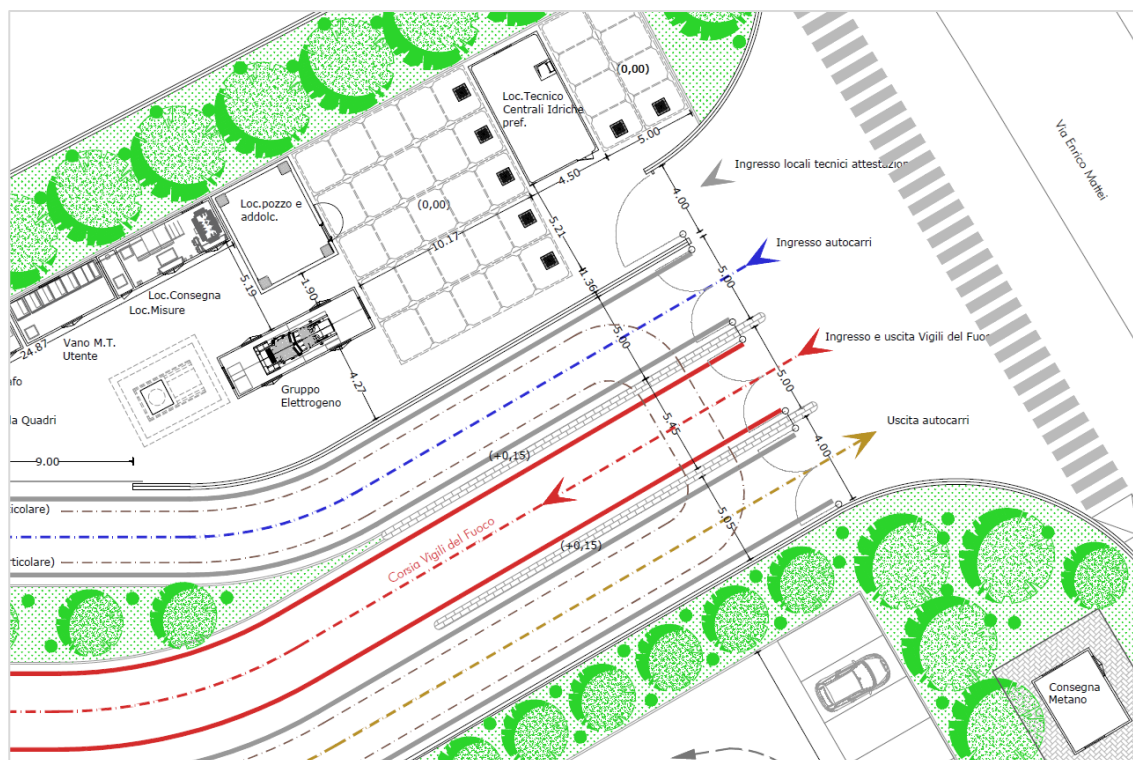 (0,00)
Loc.Tecnico
Centrali Idriche
pref.
5.00
Via Enrico Mattei
Ingresso locali tecnici attestazion
4.50
4.00
Loc.pozzo e
addolc.
(0,00)
10.17
5.21
Ingresso autocarri
5.00
5.19
1.90
1.36
Loc.Consegna
Loc.Misure
Vano M.T.
Utente
24.87
5.00
Ingresso e uscita Vigili del Fuoc
4.27
Gruppo
Elettrogeno
5.00
4.00
Uscita autocarri
nfo
la Quadri
5.45
9.00
(+0,15)
5.05
ticolare)
(+0,15)
Corsia Vigili del Fuoco
rticolare)
Consegna
Metano